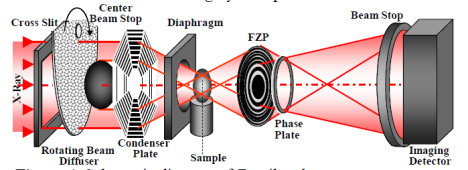 Cross Slit
Center
Beam Stop
Diaphragm
FZP
Beam Stop
X-Ray
Rotating Beam
Diffuser
Condenser
Plate
Sample
Phase
Plate
Imaging
Detector